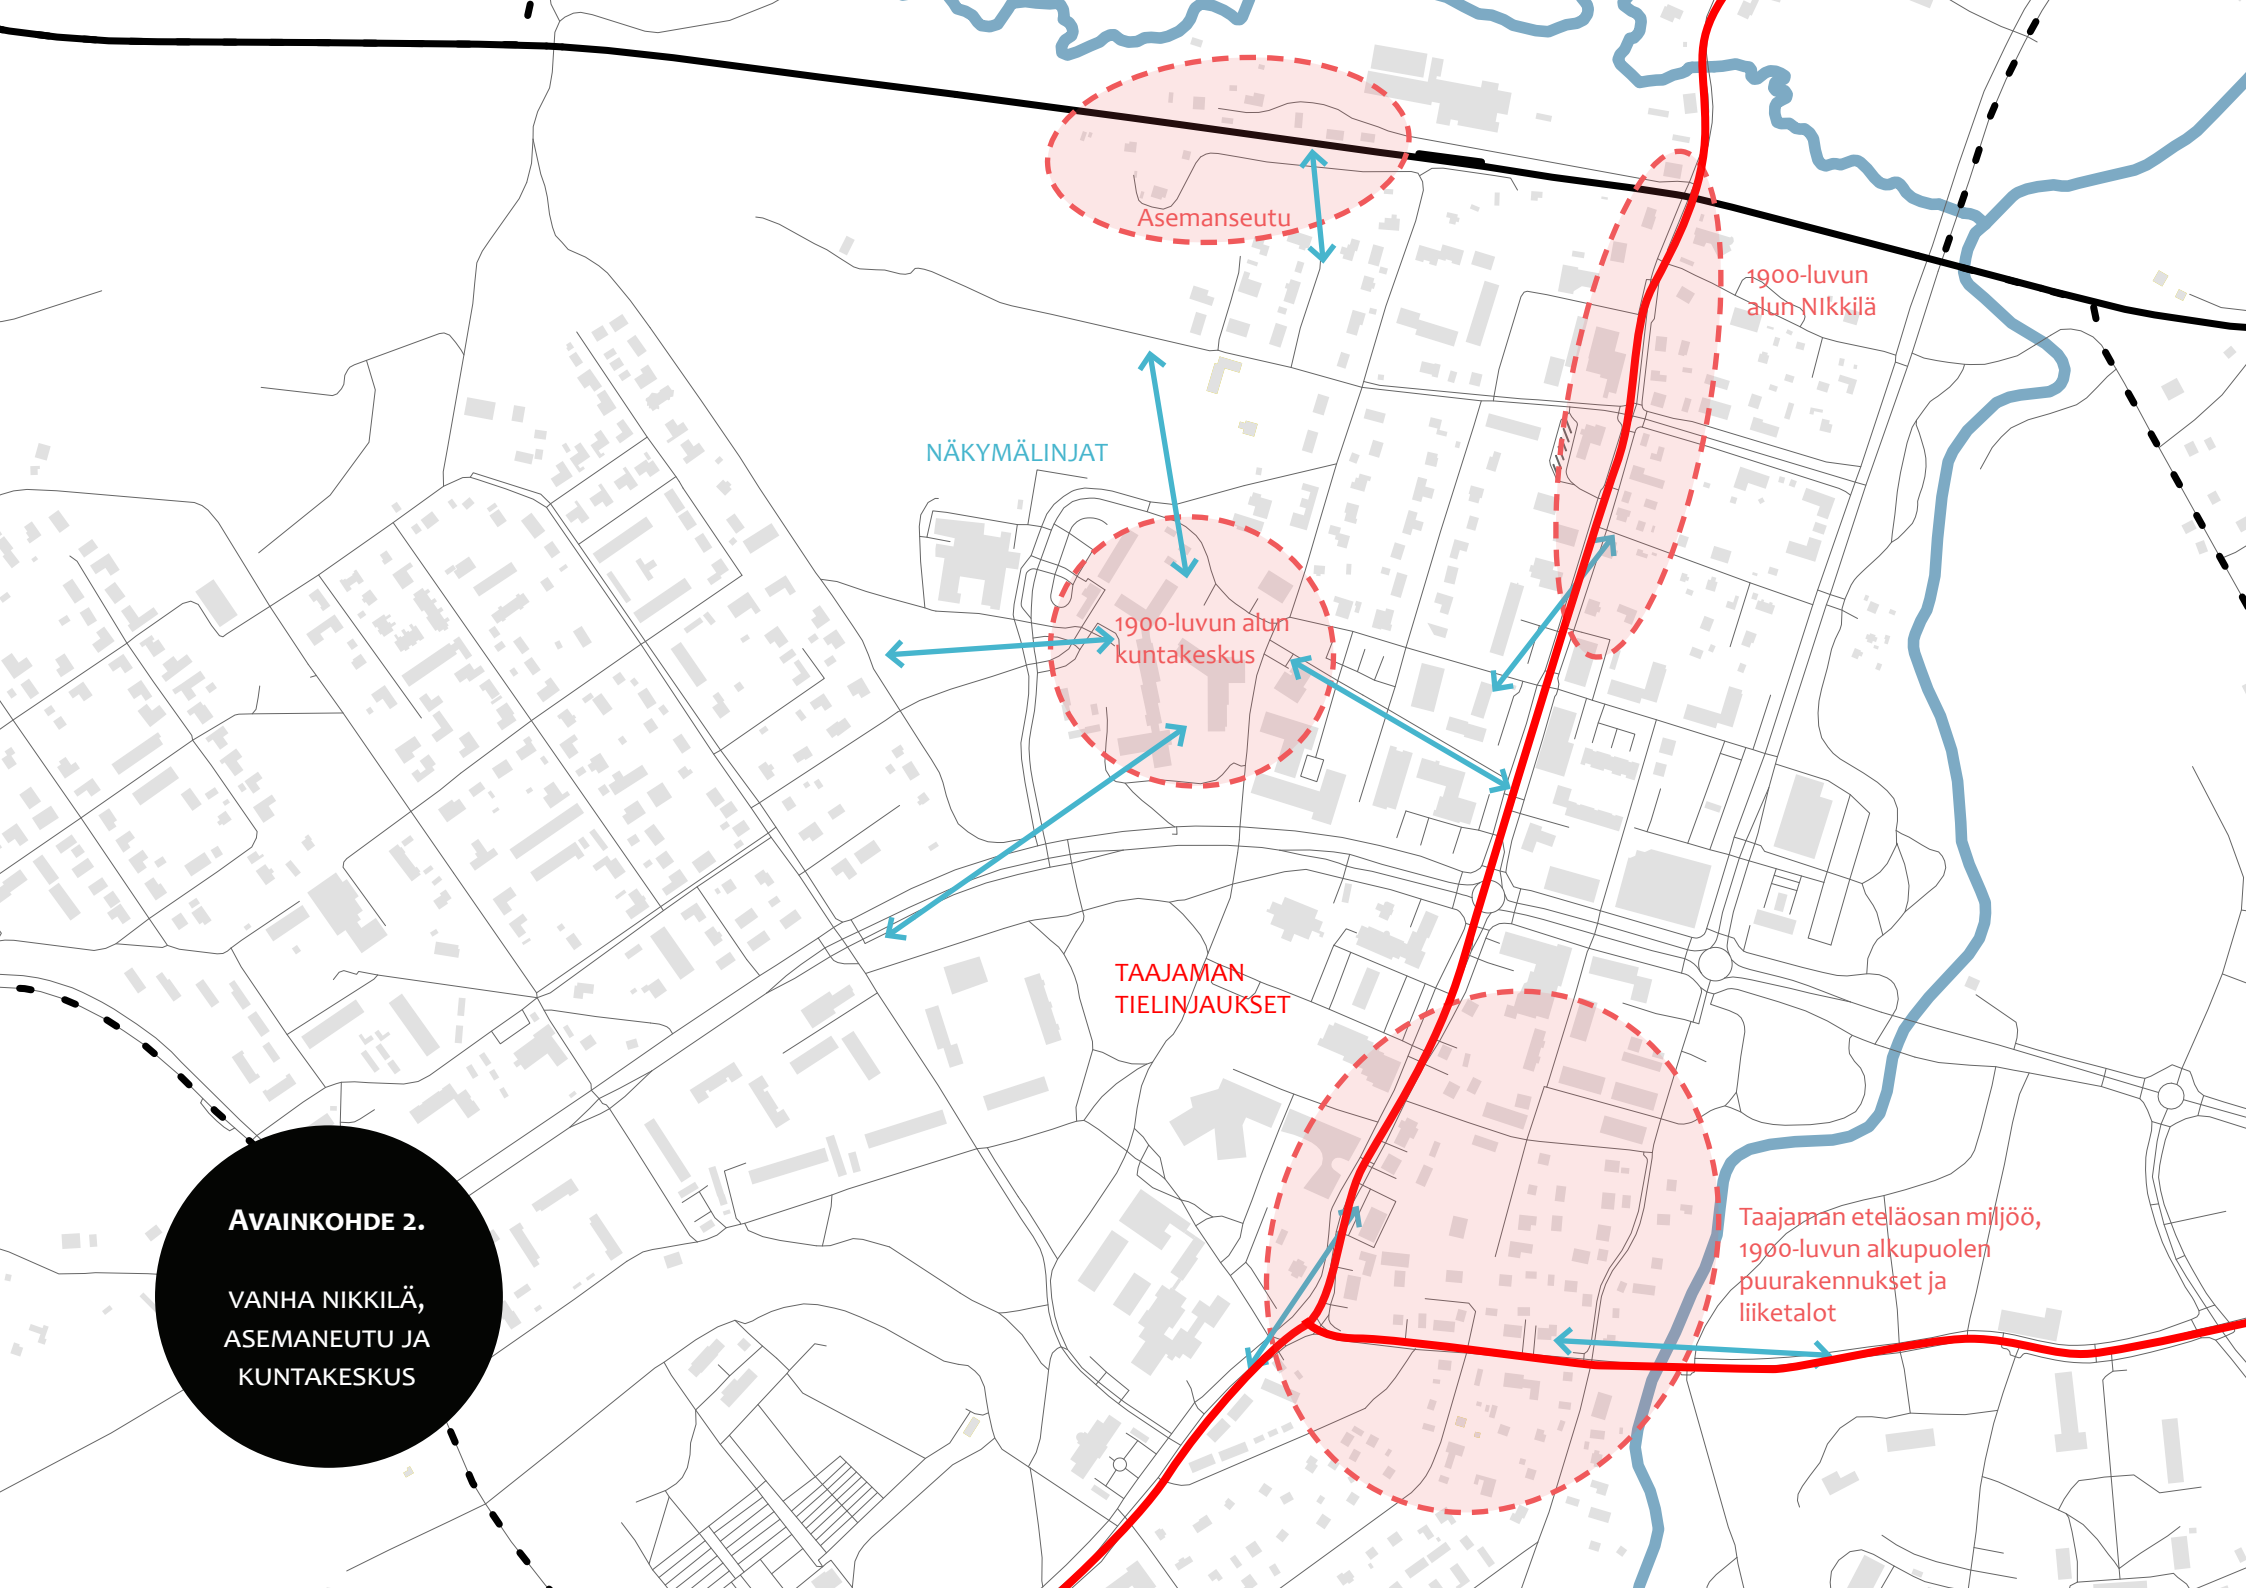 Asemanseutu
1900-luvun
alun NIkkilä
NÄKYMÄLINJAT
1900-luvun alun
kuntakeskus
TAAJAMAN
TIELINJAUKSET
Taajaman eteläosan miljöö,
1900-luvun alkupuolen
puurakennukset ja
liiketalot
AVAINKOHDE 2.
VANHA NIKKILÄ,
ASEMANEUTU JA
KUNTAKESKUS